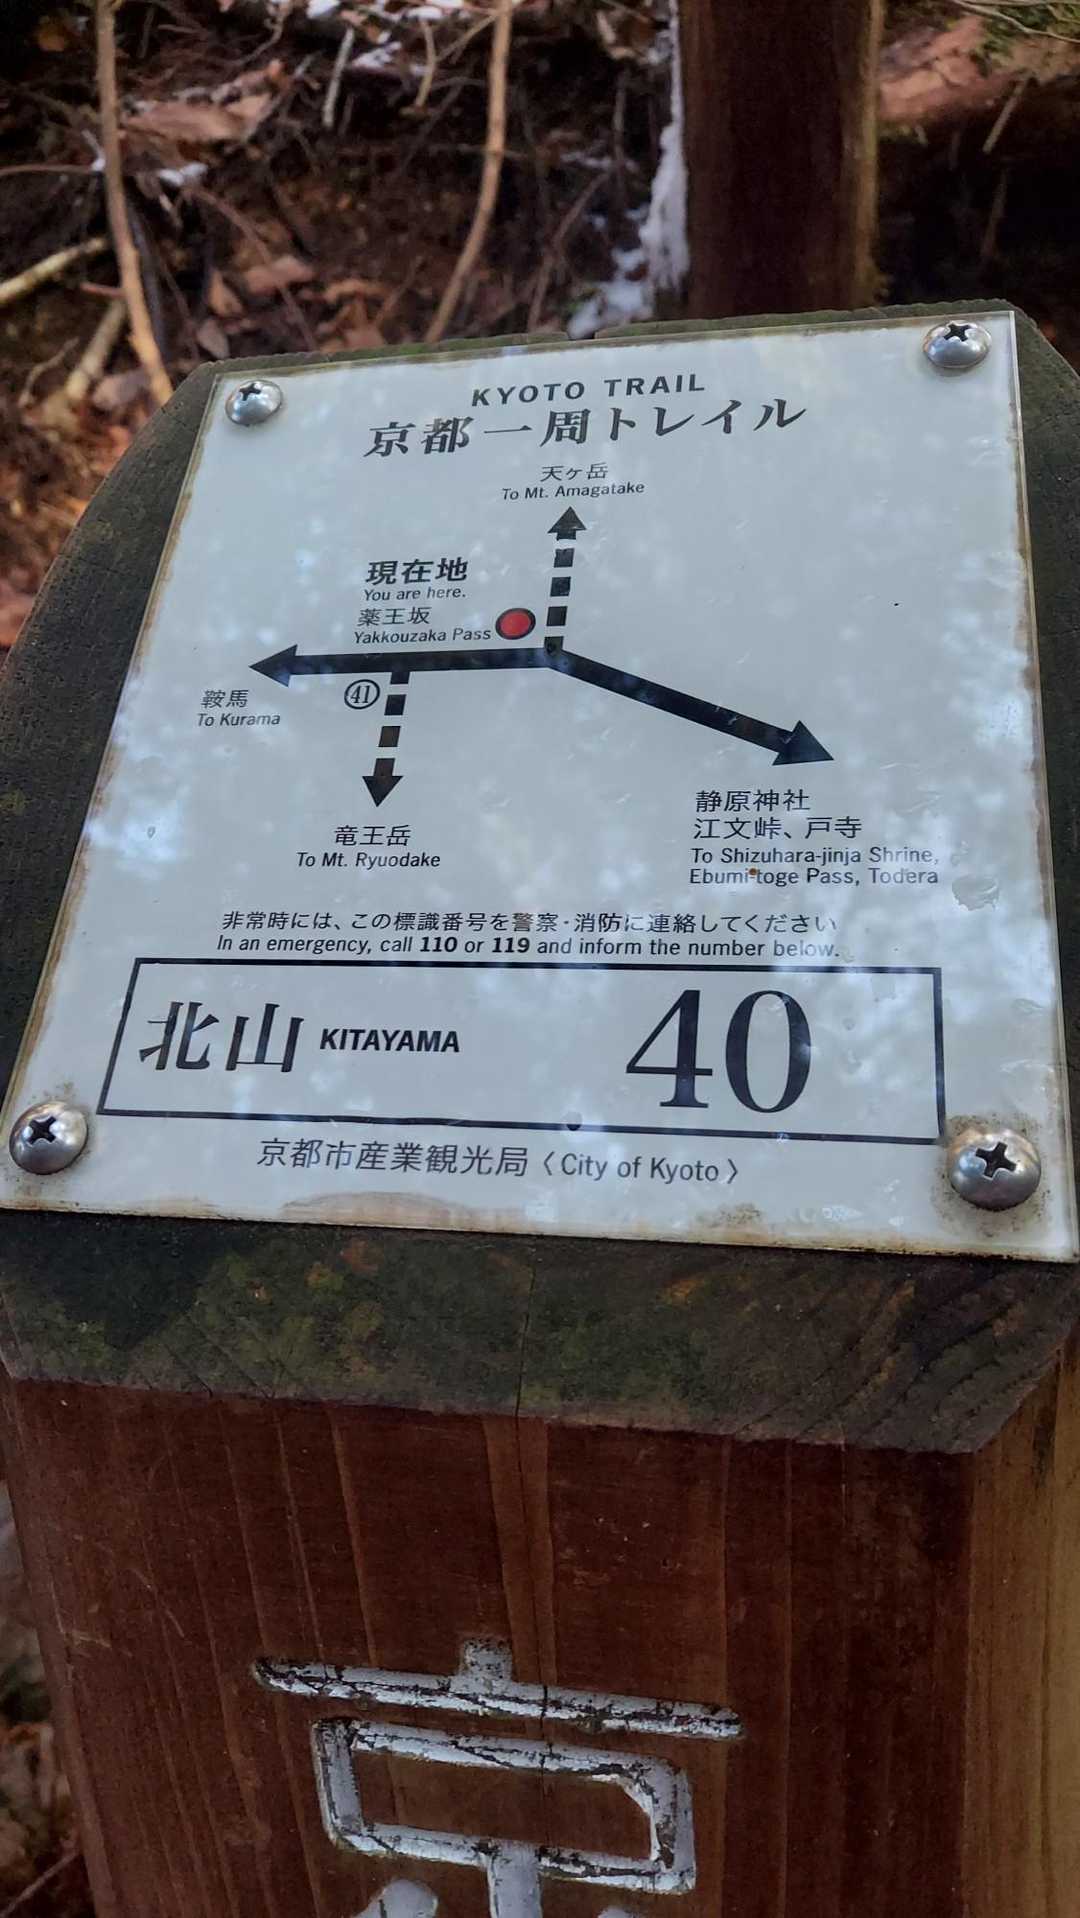 KYOTO TRAIL
京都一周トレイル
天ヶ岳
To Mt. Amagatake
現在地
You are here.
薬王坂
Yakkouzaka Pass
鞍馬
To Kurama
41
竜王岳
To Mt. Ryuodake
静原神社
江文峠、戸寺
To Shizuhara-jinja Shrine,
Ebumi-toge Pass, Todera
非常時には、この標識番号を警察・消防に連絡してください
In an emergency, call 110 or 119 and inform the number below.
北山 KITAYAMA 40
京都市産業観光局〈City of Kyoto〉
京